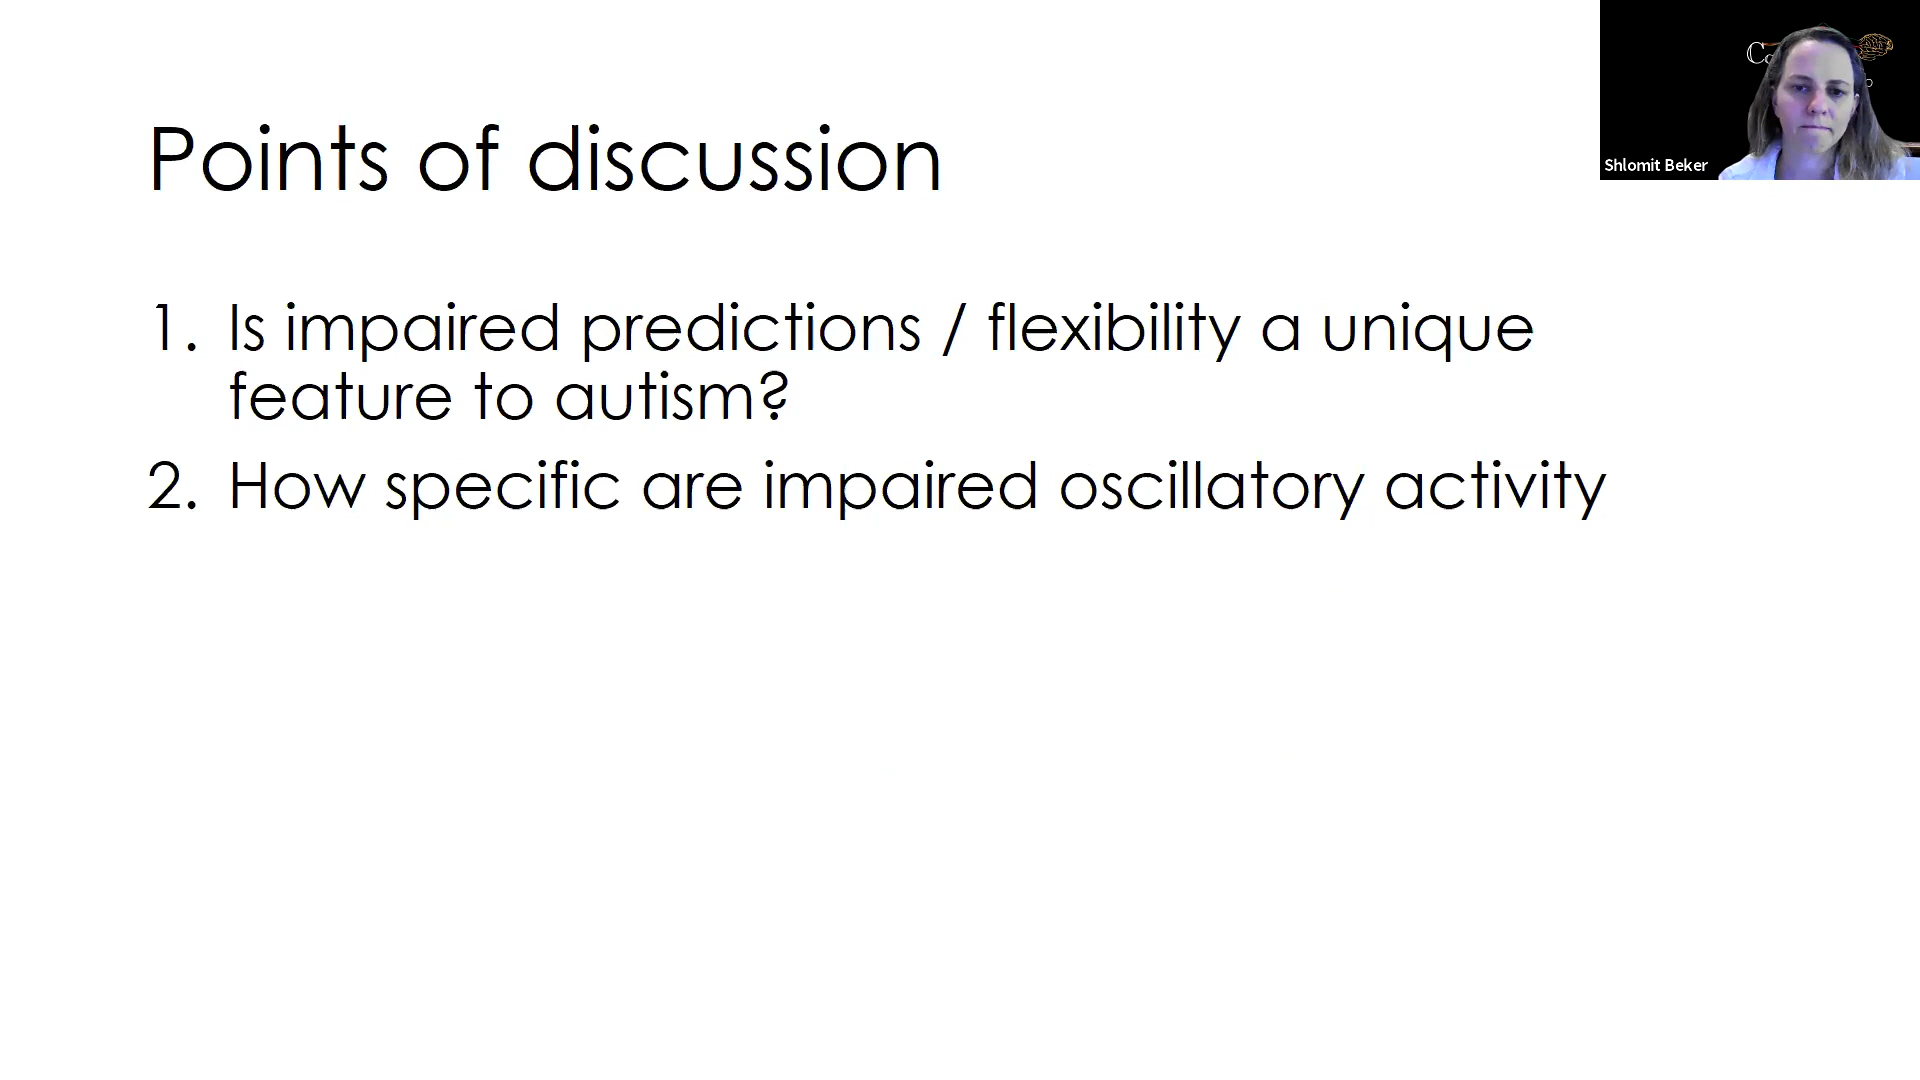 Points of discussion
1. Is impaired predictions / flexibility a unique
feature to autism?
2. How specific are impaired oscillatory activity
Shlomit Beker